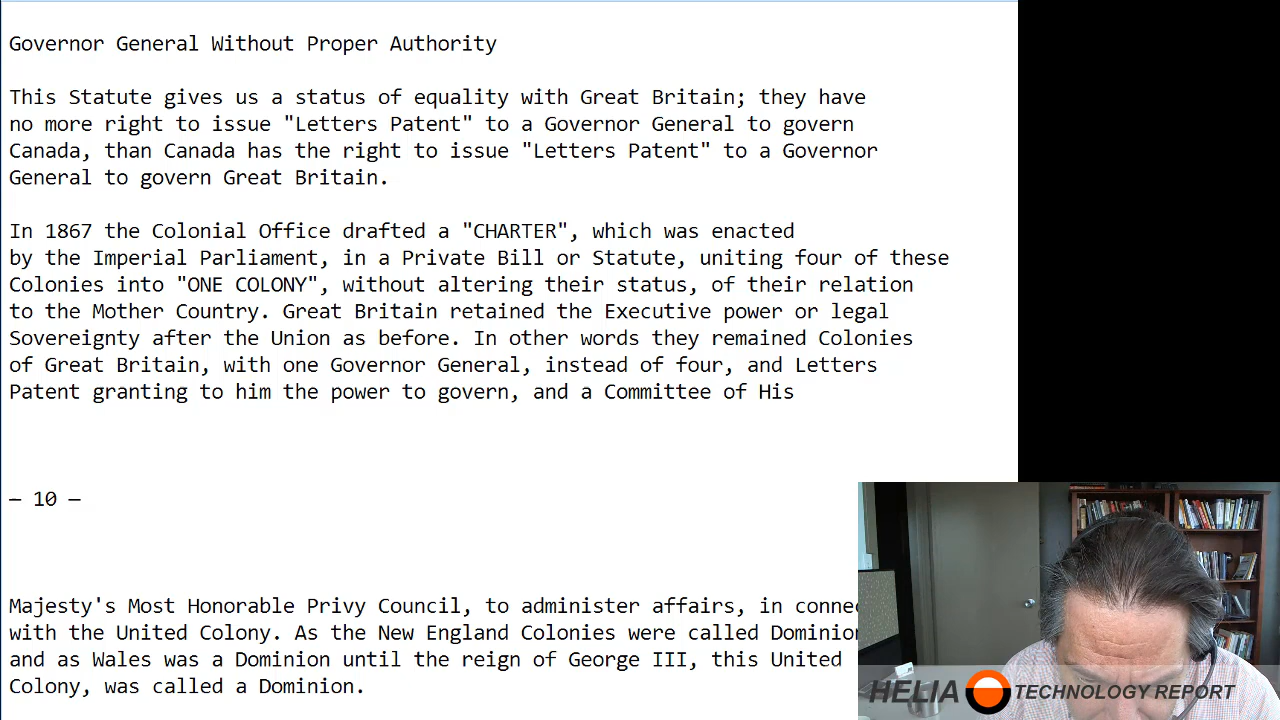 Governor General Without Proper Authority
This Statute gives us a status of equality with Great Britain; they have
no more right to issue "Letters Patent" to a Governor General to govern
Canada, than Canada has the right to issue "Letters Patent" to a Governor
General to govern Great Britain.
In 1867 the Colonial Office drafted a "CHARTER", which was enacted
by the Imperial Parliament, in a Private Bill or Statute, uniting four of these
Colonies into "ONE COLONY", without altering their status, of their relation
to the Mother Country. Great Britain retained the Executive power or legal
Sovereignty after the Union as before. In other words they remained Colonies
of Great Britain, with one Governor General, instead of four, and Letters
Patent granting to him the power to govern, and a Committee of His
— 10 —
Majesty's Most Honorable Privy Council, to administer affairs, in
with the United Colony. As the New England Colonies were called
and as Wales was a Dominion until the reign of George III, this United
Colony, was called a Dominion.
HELIA TECHNOLOGY REPORT